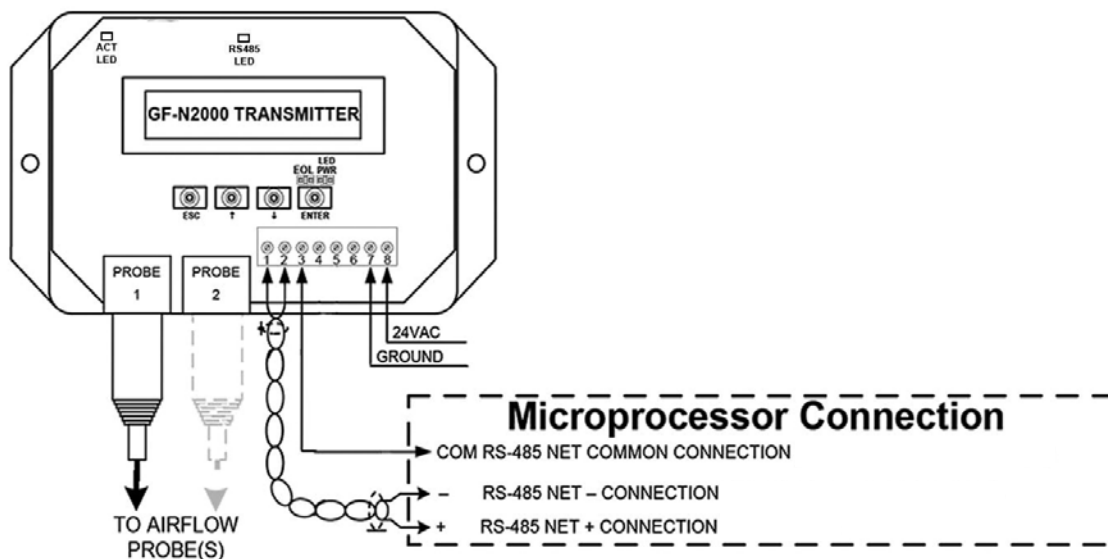 ACT
LED
RS485
LED
GF-N2000 TRANSMITTER
LED
EOL PWR
ESC ↑ ↓ ENTER
1 2 3 4 5 6 7 8
PROBE
1
PROBE
2
24VAC
GROUND
Microprocessor Connection
COM RS-485 NET COMMON CONNECTION
– RS-485 NET – CONNECTION
+ RS-485 NET + CONNECTION
TO AIRFLOW
PROBE(S)